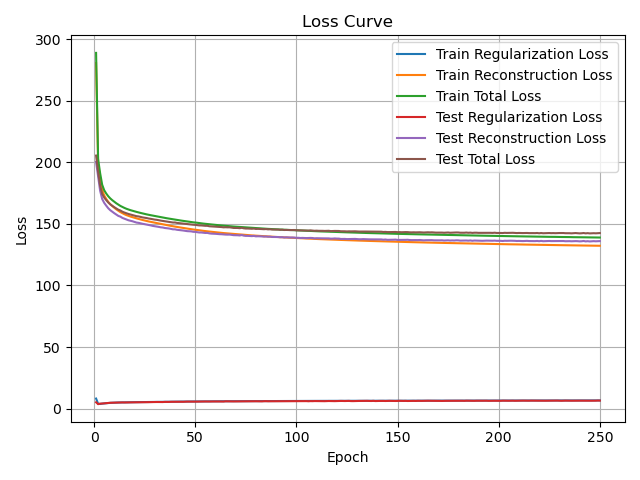 Loss Curve
300
250
200
150
100
50
0
Loss
Train Regularization Loss
Train Reconstruction Loss
Train Total Loss
Test Regularization Loss
Test Reconstruction Loss
Test Total Loss
0 50 100 150 200 250
Epoch